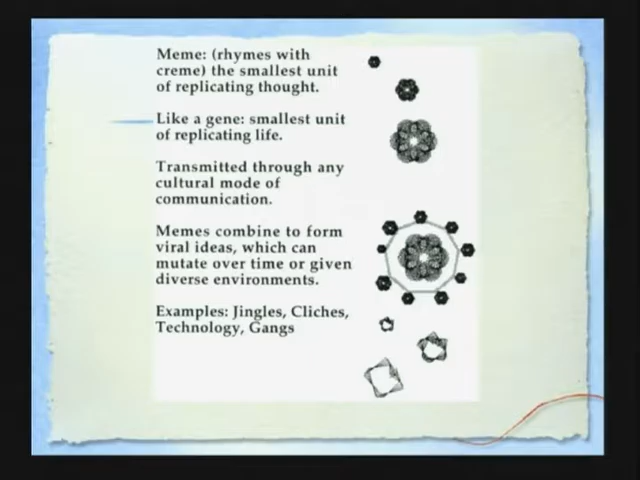 Meme: (rhymes with
creme) the smallest unit
of replicating thought.
Like a gene: smallest unit
of replicating life.
Transmitted through any
cultural mode of
communication.
Memes combine to form
viral ideas, which can
mutate over time or given
diverse environments.
Examples: Jingles, Cliches,
Technology, Gangs